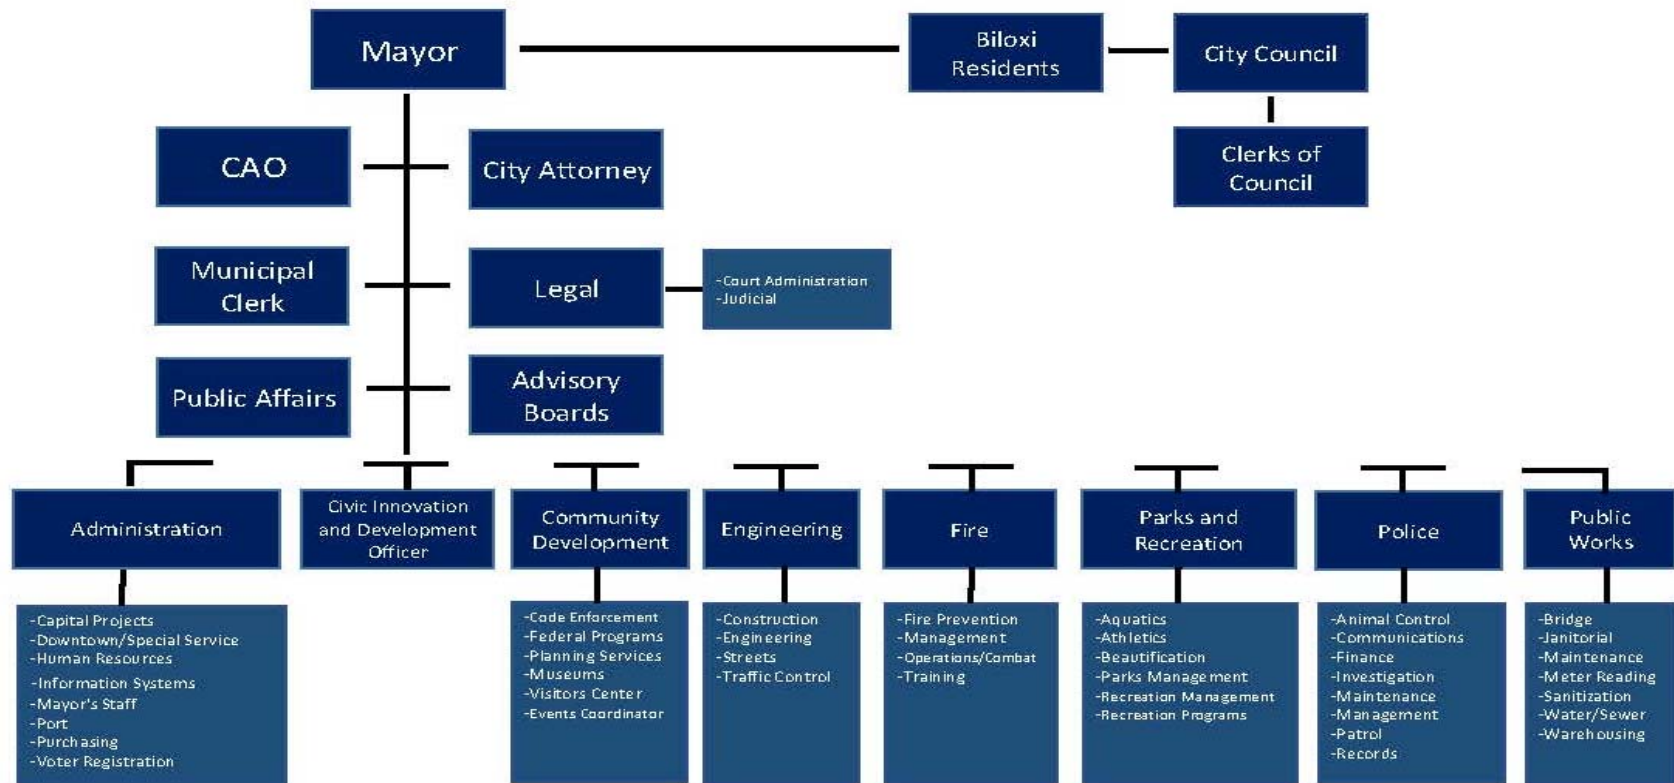 Mayor
Biloxi
Residents
City Council
CAO
City Attorney
Clerks of
Council
Municipal
Clerk
Legal
-Court Administration
-Judicial
Public Affairs
Advisory
Boards
Administration
Civic Innovation
and Development
Officer
Community
Development
Engineering
Fire
Parks and
Recreation
Police
Public
Works
-Capital Projects
-Downtown/Special Service
-Human Resources
-Information Systems
-Mayor's Staff
-Port
-Purchasing
-Voter Registration
-Code Enforcement
-Federal Programs
-Planning Services
-Museums
-Visitors Center
-Events Coordinator
-Construction
-Engineering
-Streets
-Traffic Control
-Fire Prevention
-Management
-Operations/Combat
-Training
-Aquatics
-Athletics
-Beautification
-Parks Management
-Recreation Management
-Recreation Programs
-Animal Control
-Communications
-Finance
-Investigation
-Maintenance
-Management
-Patrol
-Records
-Bridge
-Janitorial
-Maintenance
-Meter Reading
-Sanitization
-Water/Sewer
-Warehousing